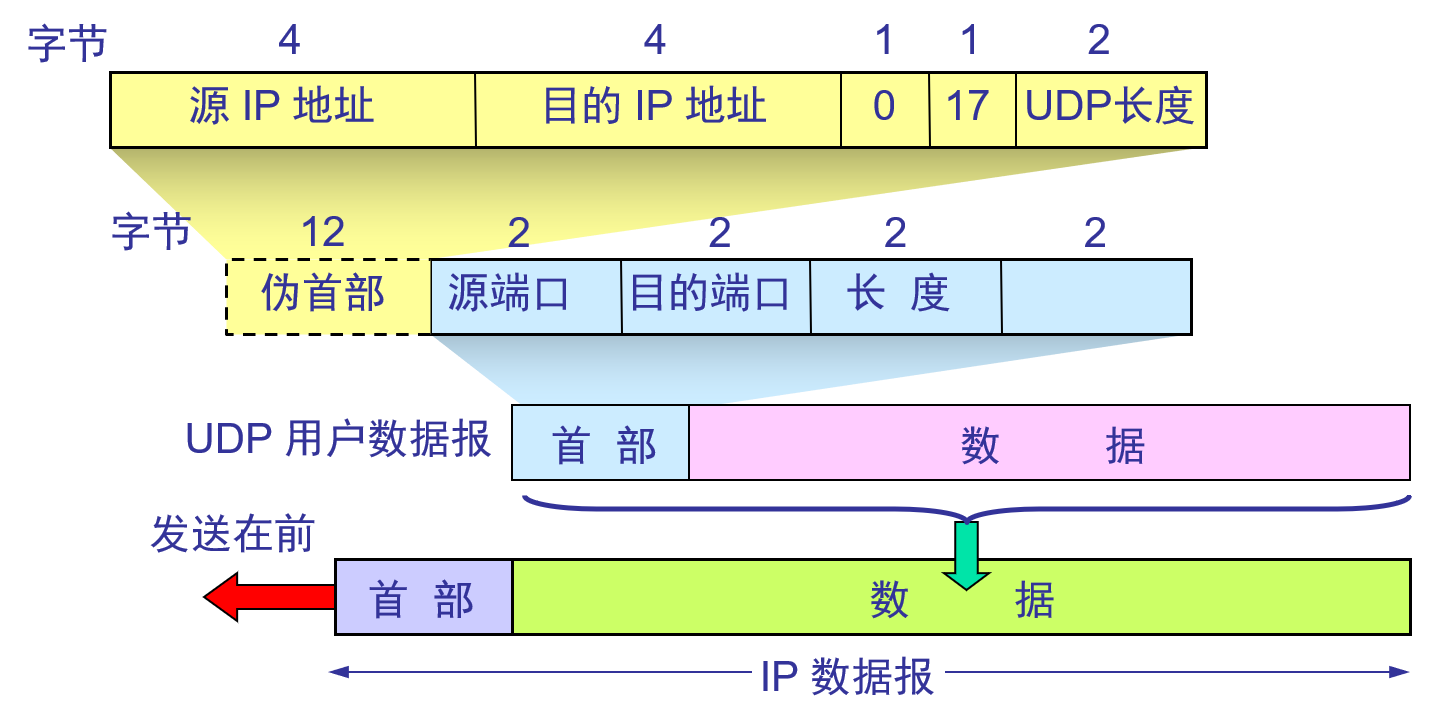 字节 4 4 1 1 2
源 IP 地址 目的 IP 地址 0 17 UDP长度
字节 12 2 2 2 2
伪首部 源端口 目的端口 长 度
UDP 用户数据报 首 部 数 据
发送在前
首 部 数 据
IP 数据报